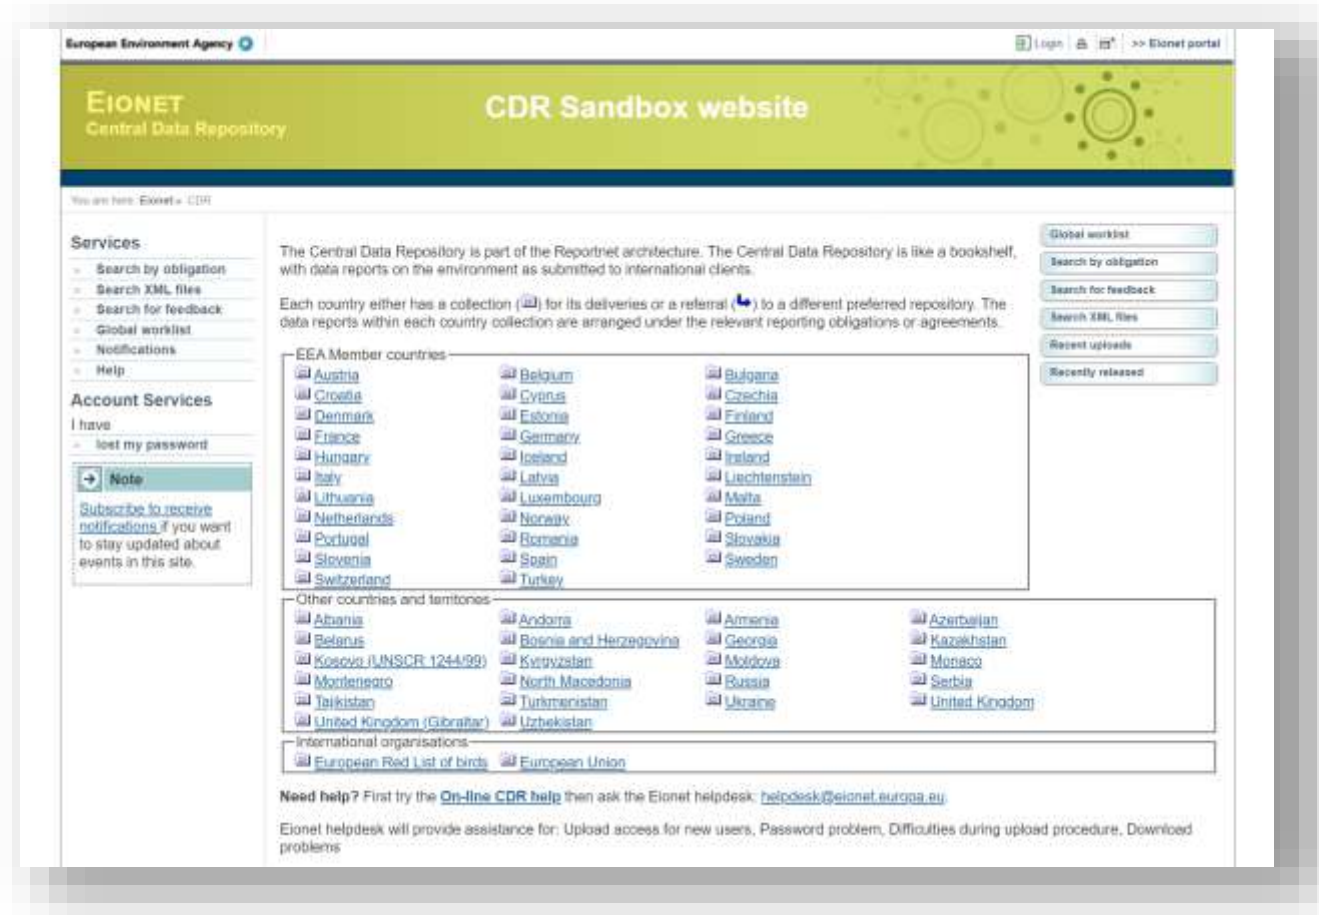 European Environment Agency
Login
>> Eionet portal
EIONET
Central Data Repository
CDR Sandbox website
You are here: Eionet » CDR
Services
Search by obligation
Search XML files
Search for feedback
Global worklist
Notifications
Help
Account Services
I have
lost my password
Note
Subscribe to receive
notifications if you want
to stay updated about
events in this site.
The Central Data Repository is part of the Reportnet architecture. The Central Data Repository is like a bookshelf,
with data reports on the environment as submitted to international clients.
Each country either has a collection ( ) for its deliveries or a referral ( ) to a different preferred repository. The
data reports within each country collection are arranged under the relevant reporting obligations or agreements.
EEA Member countries
Austria Belgium Bulgaria
Croatia Cyprus Czechia
Denmark Estonia Finland
France Germany Greece
Hungary Iceland Ireland
Italy Latvia Liechtenstein
Lithuania Luxembourg Malta
Netherlands Norway Poland
Portugal Romania Slovakia
Slovenia Spain Sweden
Switzerland Turkey
Other countries and territories
Albania Andorra Armenia Azerbaijan
Belarus Bosnia and Herzegovina Georgia Kazakhstan
Kosovo (UNSCR 1244/99) Kyrgyzstan Moldova Monaco
Montenegro North Macedonia Russia Serbia
Tajikistan Turkmenistan Ukraine United Kingdom
United Kingdom (Gibraltar) Uzbekistan
International organisations
European Red List of birds European Union
Need help? First try the On-line CDR help then ask the Eionet helpdesk: helpdesk@eionet.europa.eu.
Eionet helpdesk will provide assistance for: Upload access for new users, Password problem, Difficulties during upload procedure, Download
problems
Global worklist
Search by obligation
Search for feedback
Search XML files
Recent uploads
Recently released